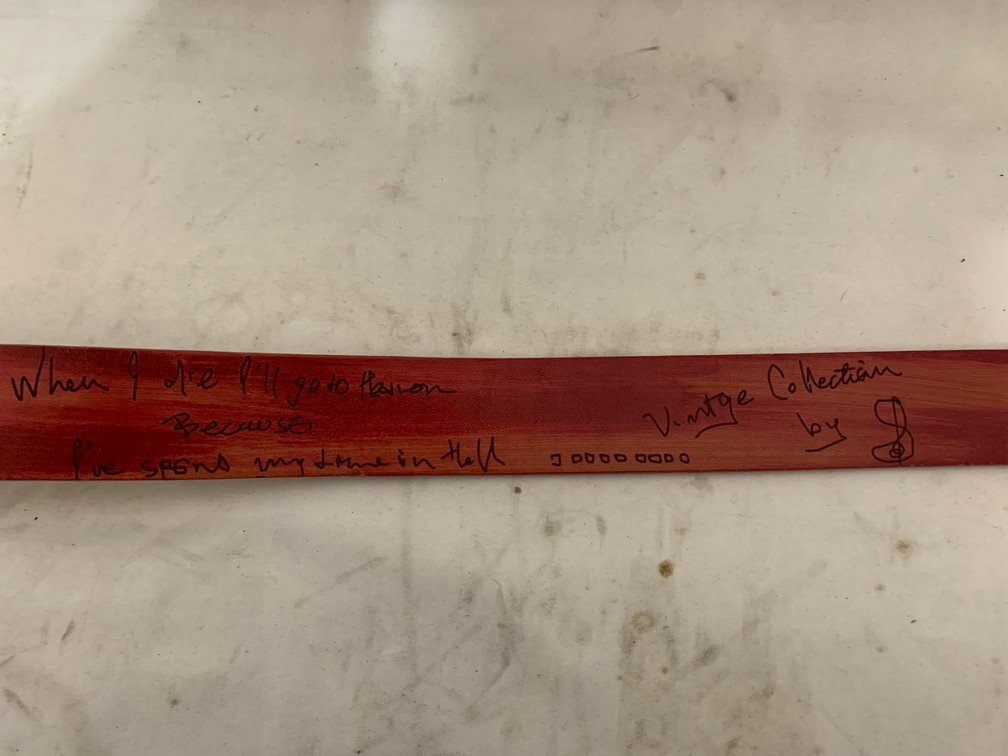 When I die I'll go to Heaven
Because
I've spend my time in Hell
Vintage Collection
by